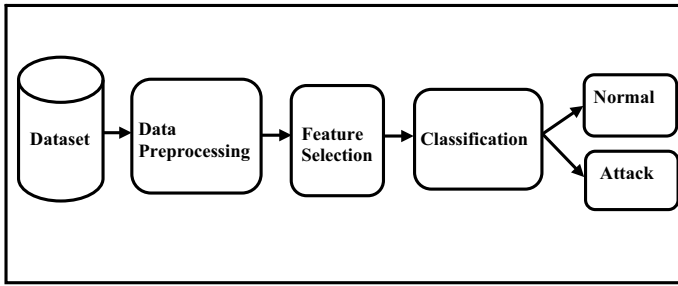 Dataset
Data
Preprocessing
Feature
Selection
Classification
Normal
Attack